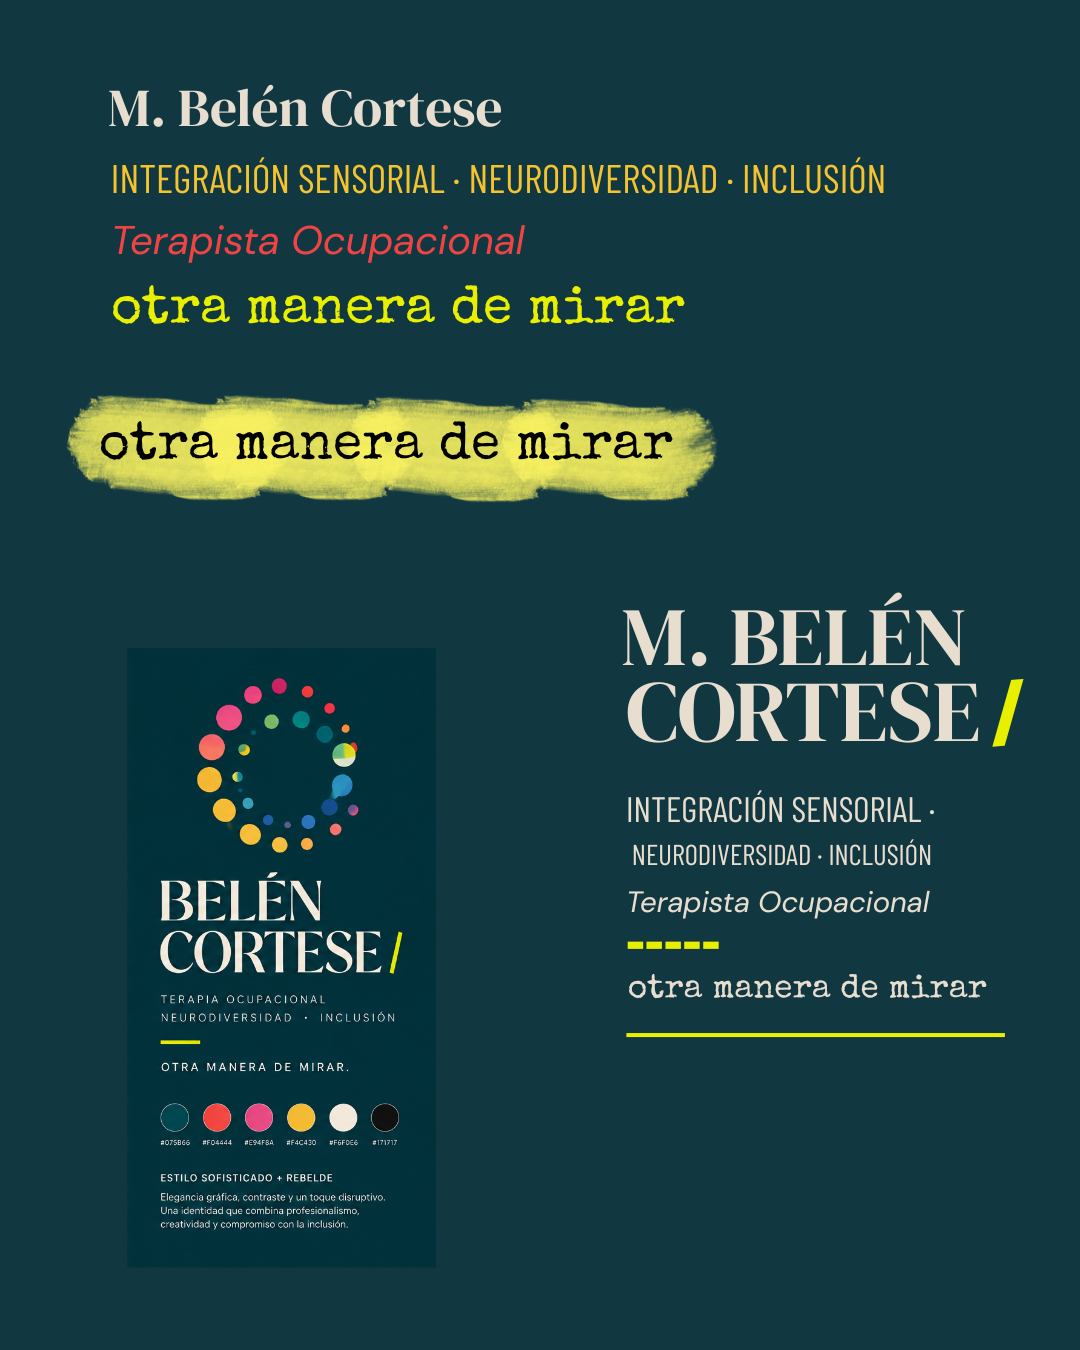 M. Belén Cortese
INTEGRACIÓN SENSORIAL · NEURODIVERSIDAD · INCLUSIÓN
Terapista Ocupacional
otra manera de mirar
otra manera de mirar
M. BELÉN
CORTESE/
INTEGRACIÓN SENSORIAL ·
NEURODIVERSIDAD · INCLUSIÓN
Terapista Ocupacional
otra manera de mirar
BELÉN
CORTESE/
TERAPIA OCUPACIONAL
NEURODIVERSIDAD · INCLUSIÓN
OTRA MANERA DE MIRAR.
#075B66 #F04444 #E94F8A #F4C430 #F6F0E6 #171717
ESTILO SOFISTICADO + REBELDE
Elegancia gráfica, contraste y un toque disruptivo.
Una identidad que combina profesionalismo,
creatividad y compromiso con la inclusión.